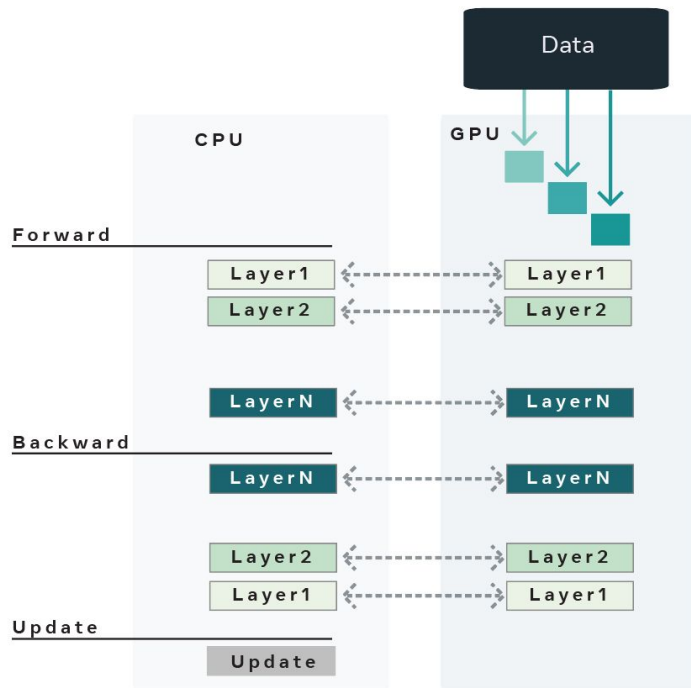 Data
CPU
GPU
Forward
Layer1 Layer1
Layer2 Layer2
LayerN LayerN
Backward
LayerN LayerN
Layer2 Layer2
Layer1 Layer1
Update
Update